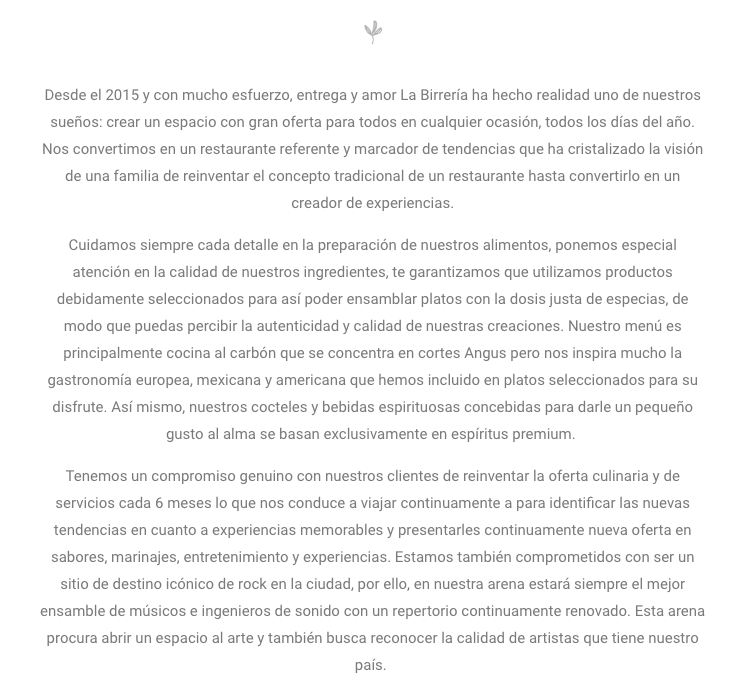 Desde el 2015 y con mucho esfuerzo, entrega y amor La Birrería ha hecho realidad uno de nuestros
sueños: crear un espacio con gran oferta para todos en cualquier ocasión, todos los días del año.
Nos convertimos en un restaurante referente y marcador de tendencias que ha cristalizado la visión
de una familia de reinventar el concepto tradicional de un restaurante hasta convertirlo en un
creador de experiencias.
Cuidamos siempre cada detalle en la preparación de nuestros alimentos, ponemos especial
atención en la calidad de nuestros ingredientes, te garantizamos que utilizamos productos
debidamente seleccionados para así poder ensamblar platos con la dosis justa de especias, de
modo que puedas percibir la autenticidad y calidad de nuestras creaciones. Nuestro menú es
principalmente cocina al carbón que se concentra en cortes Angus pero nos inspira mucho la
gastronomía europea, mexicana y americana que hemos incluido en platos seleccionados para su
disfrute. Así mismo, nuestros cocteles y bebidas espirituosas concebidas para darle un pequeño
gusto al alma se basan exclusivamente en espíritus premium.
Tenemos un compromiso genuino con nuestros clientes de reinventar la oferta culinaria y de
servicios cada 6 meses lo que nos conduce a viajar continuamente a para identificar las nuevas
tendencias en cuanto a experiencias memorables y presentarles continuamente nueva oferta en
sabores, marinajes, entretenimiento y experiencias. Estamos también comprometidos con ser un
sitio de destino icónico de rock en la ciudad, por ello, en nuestra arena estará siempre el mejor
ensamble de músicos e ingenieros de sonido con un repertorio continuamente renovado. Esta arena
procura abrir un espacio al arte y también busca reconocer la calidad de artistas que tiene nuestro
país.